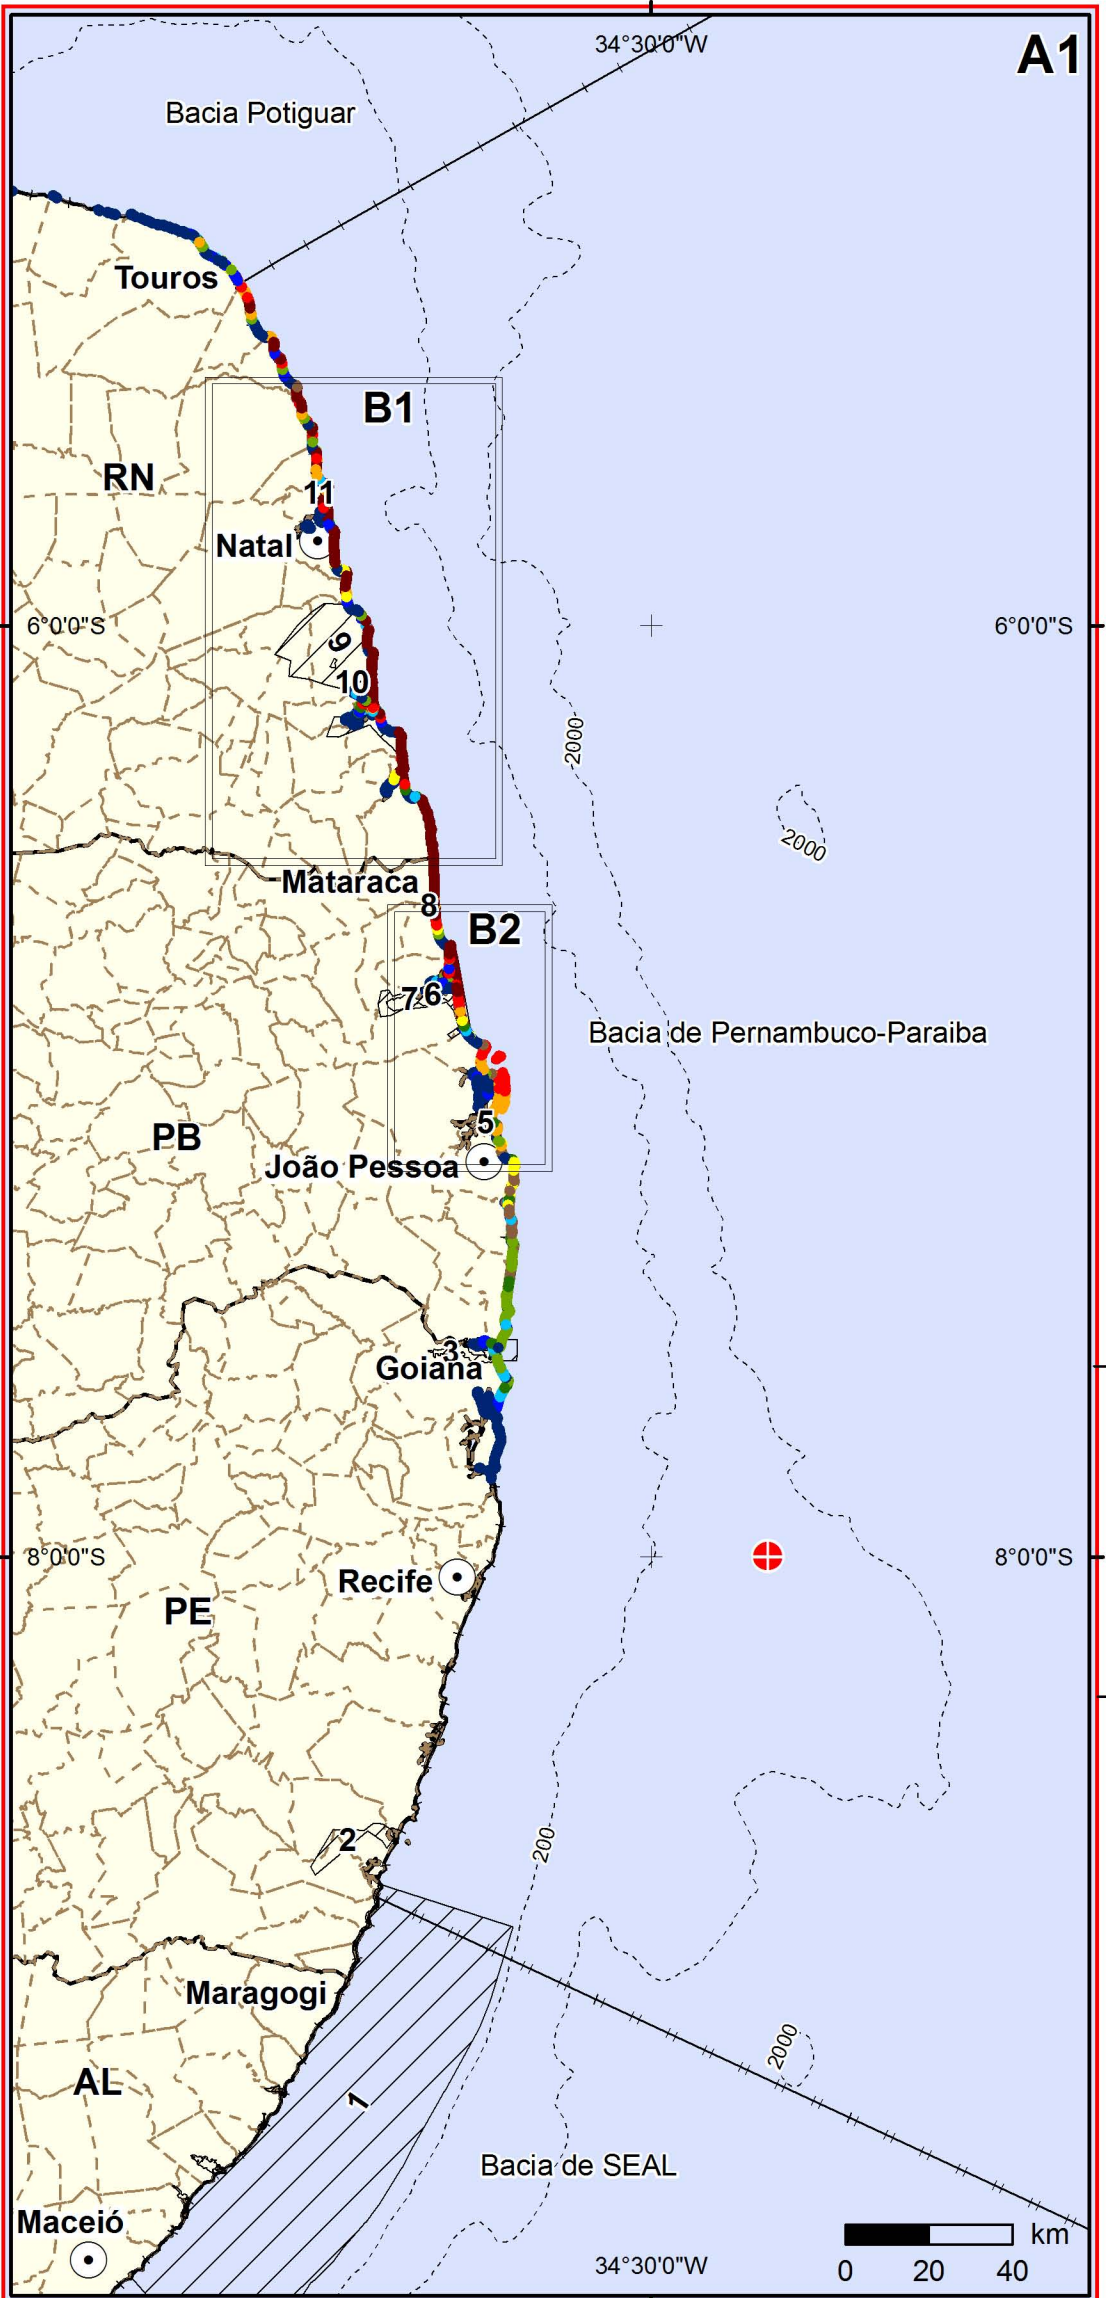 34°30'0"W
A1
Bacia Potiguar
Touros
B1
RN
11
Natal
6°0'0"S
6°0'0"S
9
10
2000
2000
Mataraca
8
B2
7
6
Bacia de Pernambuco-Paraiba
5
PB
João Pessoa
3
Goiana
8°0'0"S
8°0'0"S
Recife
PE
2
200
Maragogi
2000
AL
1
Bacia de SEAL
Maceió
km
34°30'0"W
0 20 40